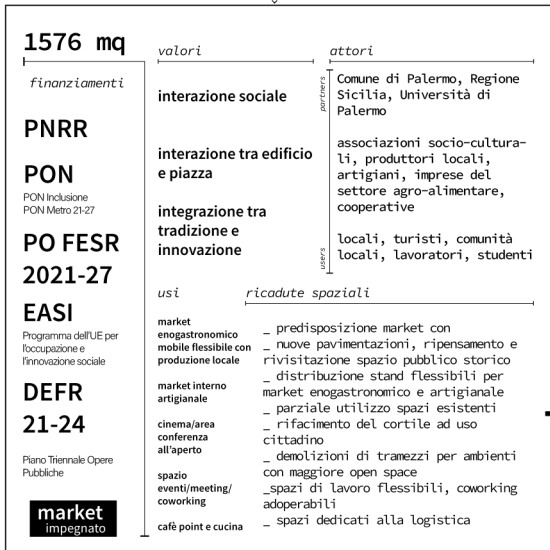 1576 mq
finanziamenti
PNRR
PON
PON Inclusione
PON Metro 21-27
PO FESR
2021-27
EASI
Programma dell'UE per
l'occupazione e
l'innovazione sociale
DEFR
21-24
Piano Triennale Opere
Pubbliche
market
impegnato
valori
interazione sociale
interazione tra edificio
e piazza
integrazione tra
tradizione e
innovazione
attori
partners
Comune di Palermo, Regione
Sicilia, Università di
Palermo
associazioni socio-cultura-
li, produttori locali,
artigiani, imprese del
settore agro-alimentare,
cooperative
users
locali, turisti, comunità
locali, lavoratori, studenti
usi
market
enogastronomico
mobile flessibile con
produzione locale
market interno
artigianale
cinema/area
conferenza
all'aperto
spazio
eventi/meeting/
coworking
cafè point e cucina
ricadute spaziali
_ predisposizione market con
_ nuove pavimentazioni, ripensamento e
rivisitazione spazio pubblico storico
_ distribuzione stand flessibili per
market enogastronomico e artigianale
_ parziale utilizzo spazi esistenti
_ rifacimento del cortile ad uso
cittadino
_ demolizioni di tramezzi per ambienti
con maggiore open space
_spazi di lavoro flessibili, coworking
adoperabili
_ spazi dedicati alla logistica